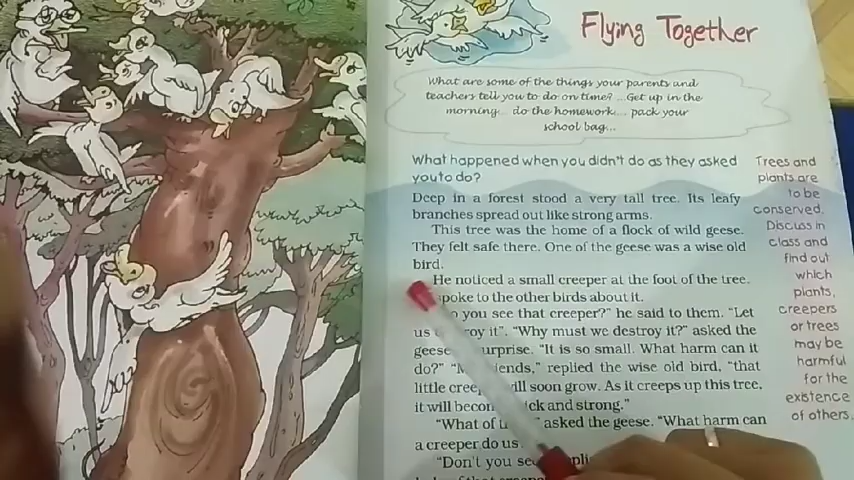 Flying Together
What are some of the things your parents and
teachers tell you to do on time? ...Get up in the
morning... do the homework... pack your
school bag...
What happened when you didn't do as they asked
you to do?
Deep in a forest stood a very tall tree. Its leafy
branches spread out like strong arms.
This tree was the home of a flock of wild geese.
They felt safe there. One of the geese was a wise old
bird.
He noticed a small creeper at the foot of the tree.
spoke to the other birds about it.
you see that creeper?" he said to them. "Let
us it". "Why must we destroy it?" asked the
geese surprise. "It is so small. What harm can it
do?" replied the wise old bird, "that
little will soon grow. As it creeps up this tree,
it will and strong."
"What of asked the geese. "What harm can
a creeper do us
"Don't you
Trees and
plants are
to be
conserved.
Discuss in
class and
find out
which
plants,
creepers
or trees
may be
harmful
for the
existence
of others.